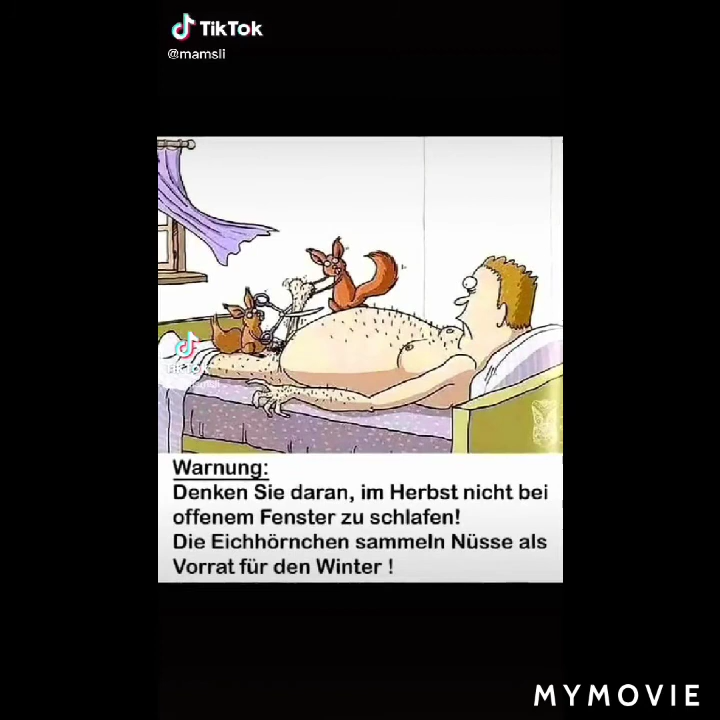 TikTok
@mamsli
TikTok
Warnung:
Denken Sie daran, im Herbst nicht bei
offenem Fenster zu schlafen!
Die Eichhörnchen sammeln Nüsse als
Vorrat für den Winter !
MYMOVIE